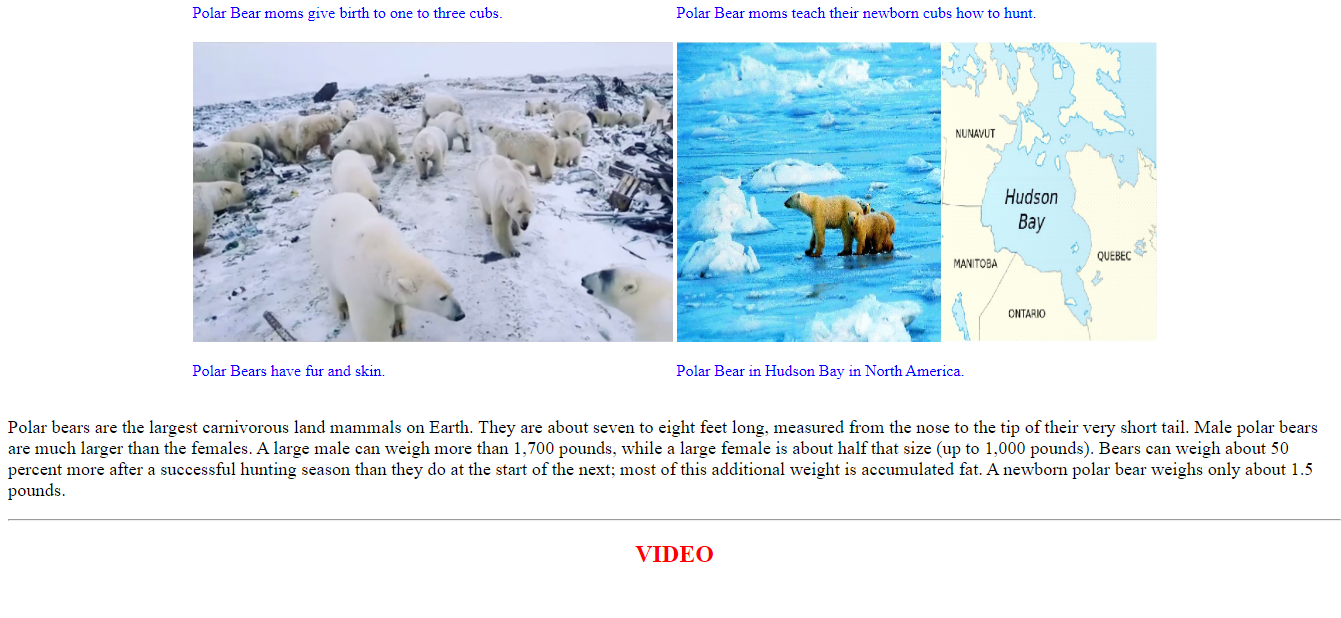 Polar Bear moms give birth to one to three cubs.
Polar Bear moms teach their newborn cubs how to hunt.
NUNAVUT
Hudson
Bay
MANITOBA
QUEBEC
ONTARIO
Polar Bears have fur and skin.
Polar Bear in Hudson Bay in North America.
Polar bears are the largest carnivorous land mammals on Earth. They are about seven to eight feet long, measured from the nose to the tip of their very short tail. Male polar bears
are much larger than the females. A large male can weigh more than 1,700 pounds, while a large female is about half that size (up to 1,000 pounds). Bears can weigh about 50
percent more after a successful hunting season than they do at the start of the next; most of this additional weight is accumulated fat. A newborn polar bear weighs only about 1.5
pounds.
VIDEO